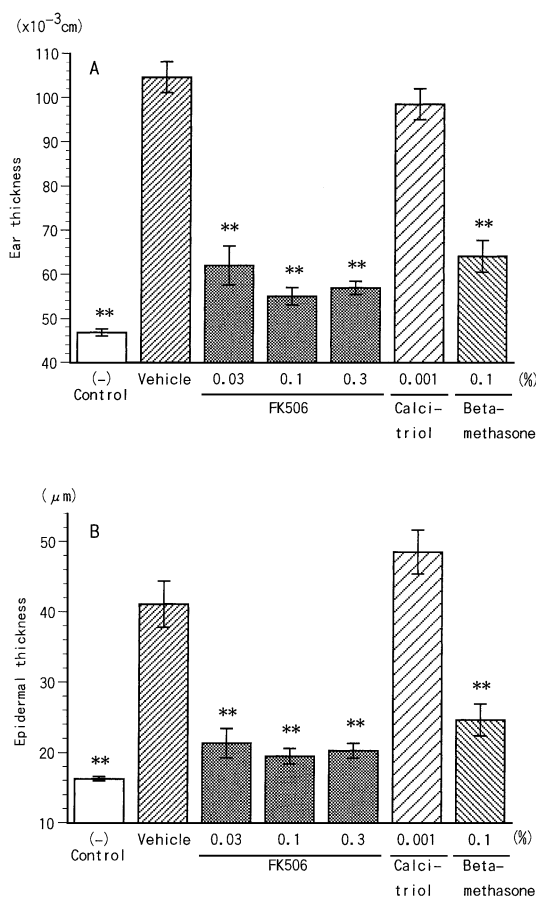 (x10⁻³cm)
110
A
100
90
80
70
60
50
40
Ear thickness
**
**
**
**
**
(-)
Control
Vehicle
0.03
0.1
0.3
0.001
0.1
(%)
FK506
Calci-
triol
Beta-
methasone
(μm)
B
50
40
30
20
10
Epidermal thickness
**
**
**
**
**
(-)
Control
Vehicle
0.03
0.1
0.3
0.001
0.1
(%)
FK506
Calci-
triol
Beta-
methasone